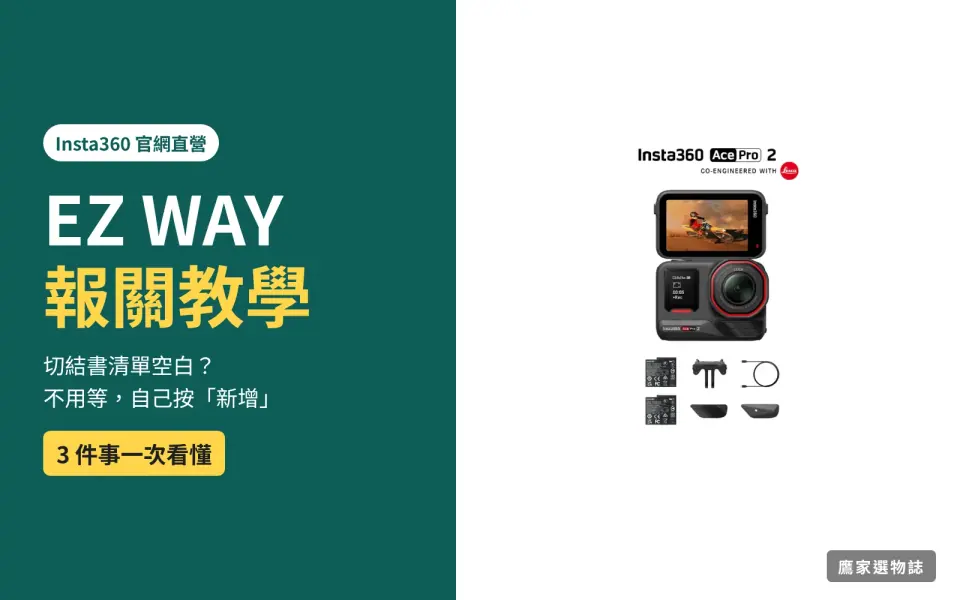 Insta360 官網直營
EZ WAY
報關教學
切結書清單空白？
不用等，自己按「新增」
3 件事一次看懂
Insta360 Ace Pro 2
CO-ENGINEERED WITH Leica
鷹家選物誌